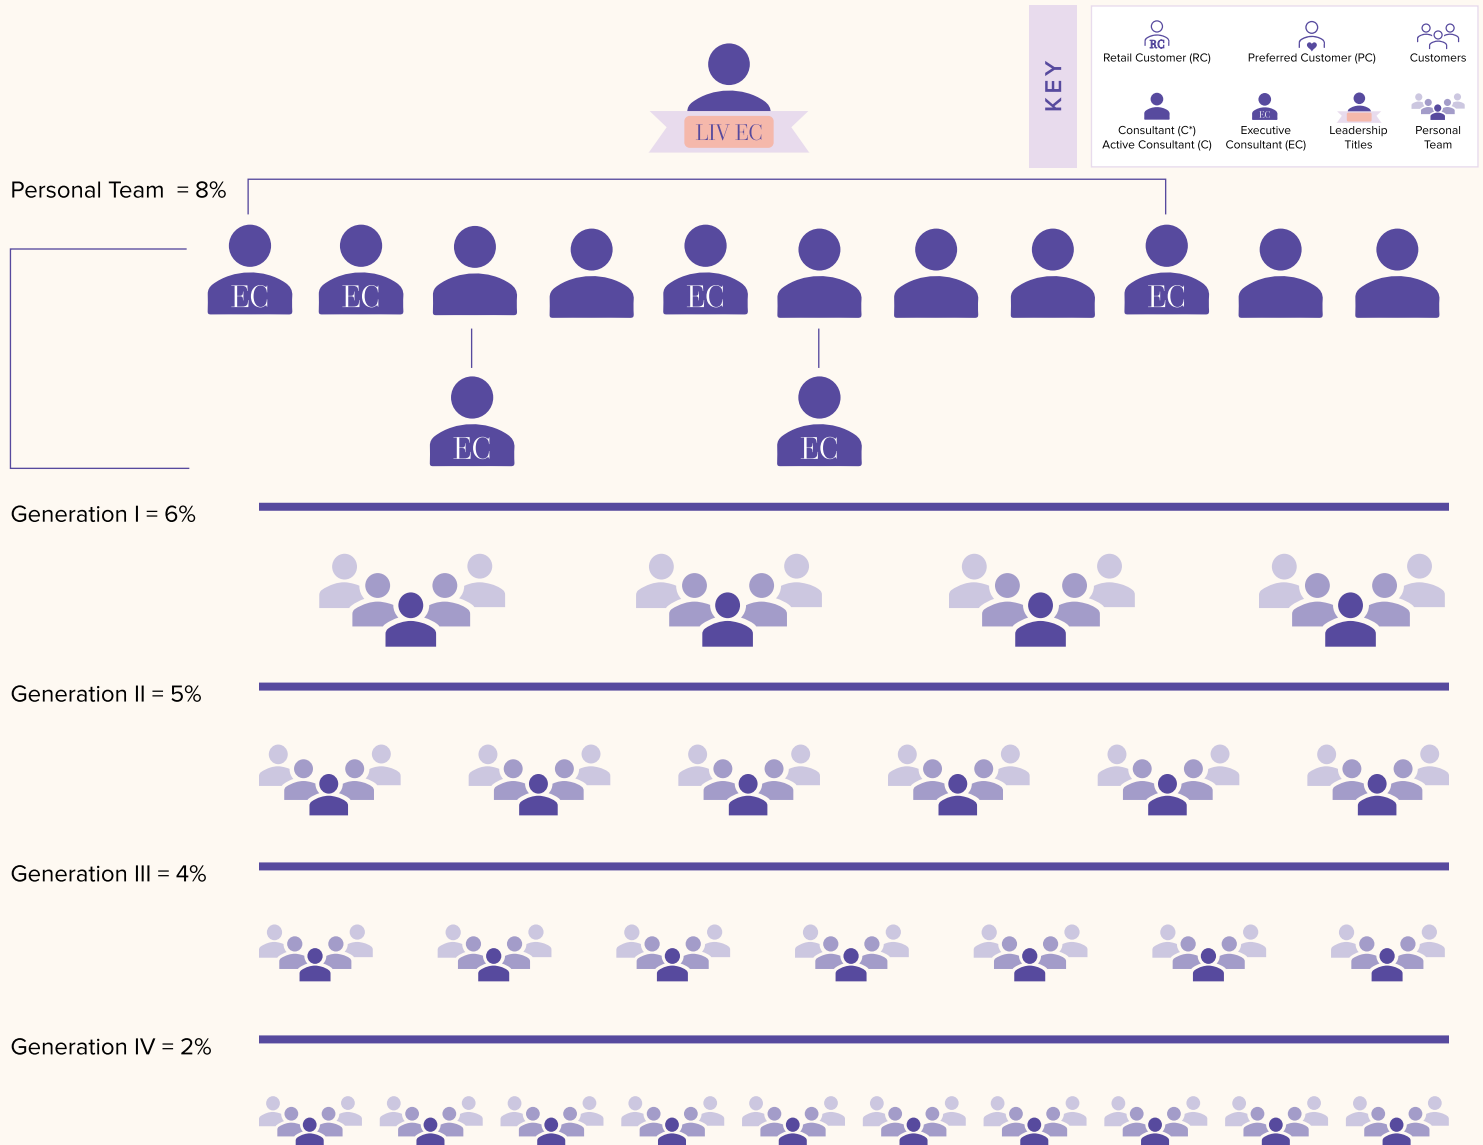 KEY
RC
Retail Customer (RC)
Preferred Customer (PC)
Customers
Consultant (C*)
Active Consultant (C)
EC
Executive
Consultant (EC)
Leadership
Titles
Personal
Team
LIV EC
Personal Team = 8%
EC
EC
EC
EC
EC
EC
Generation I = 6%
Generation II = 5%
Generation III = 4%
Generation IV = 2%